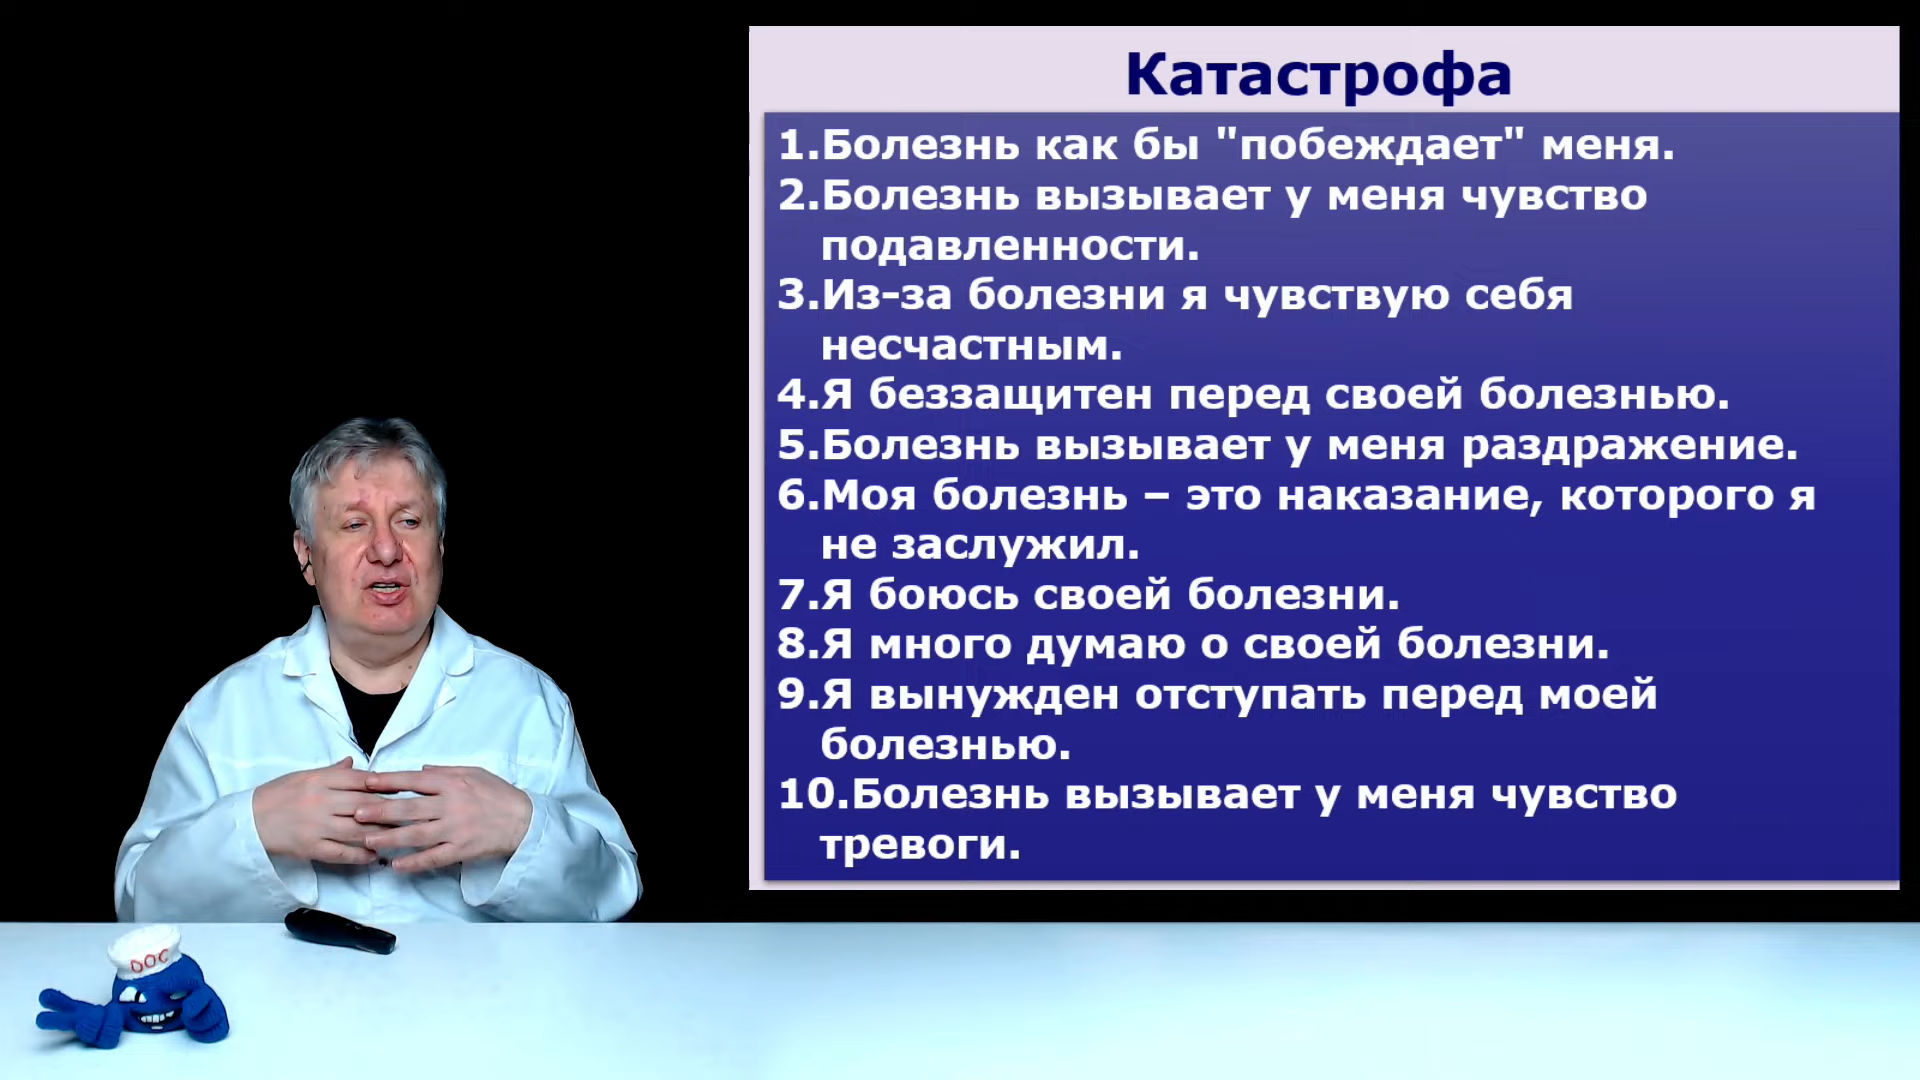 Катастрофа
1.Болезнь как бы "побеждает" меня.
2.Болезнь вызывает у меня чувство
подавленности.
3.Из-за болезни я чувствую себя
несчастным.
4.Я беззащитен перед своей болезнью.
5.Болезнь вызывает у меня раздражение.
6.Моя болезнь – это наказание, которого я
не заслужил.
7.Я боюсь своей болезни.
8.Я много думаю о своей болезни.
9.Я вынужден отступать перед моей
болезнью.
10.Болезнь вызывает у меня чувство
тревоги.
DOC